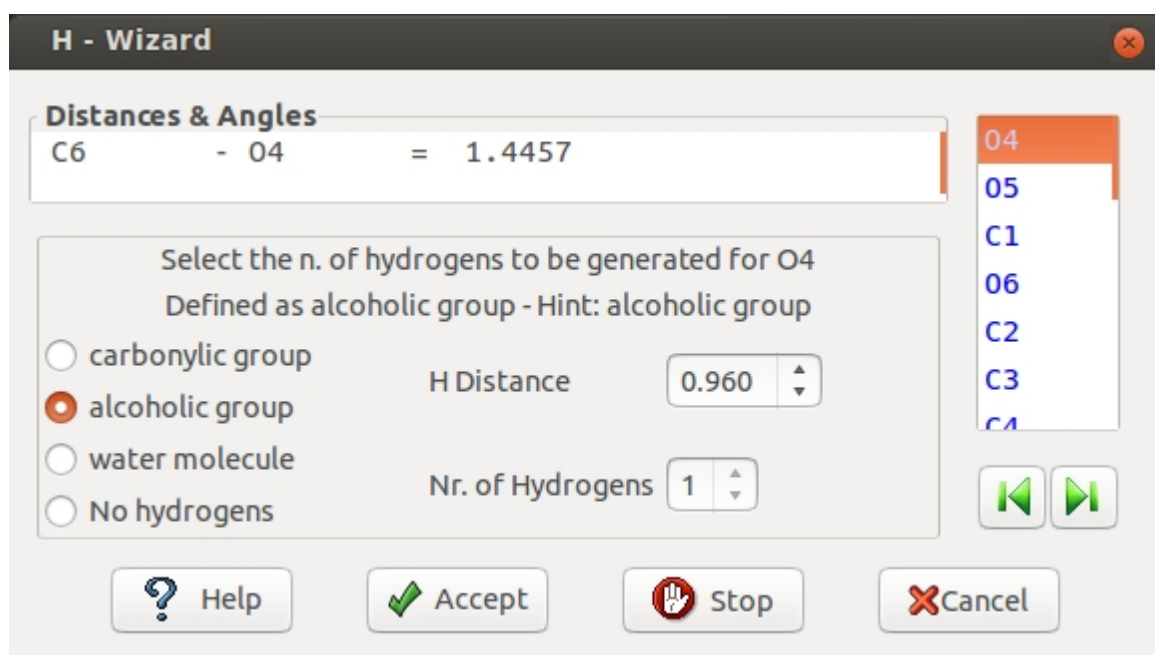 H - Wizard
Distances & Angles
C6 - O4 = 1.4457
Select the n. of hydrogens to be generated for O4
Defined as alcoholic group - Hint: alcoholic group
carbonylic group
alcoholic group
water molecule
No hydrogens
H Distance 0.960
Nr. of Hydrogens 1
O4
O5
C1
O6
C2
C3
C4
Help
Accept
Stop
Cancel